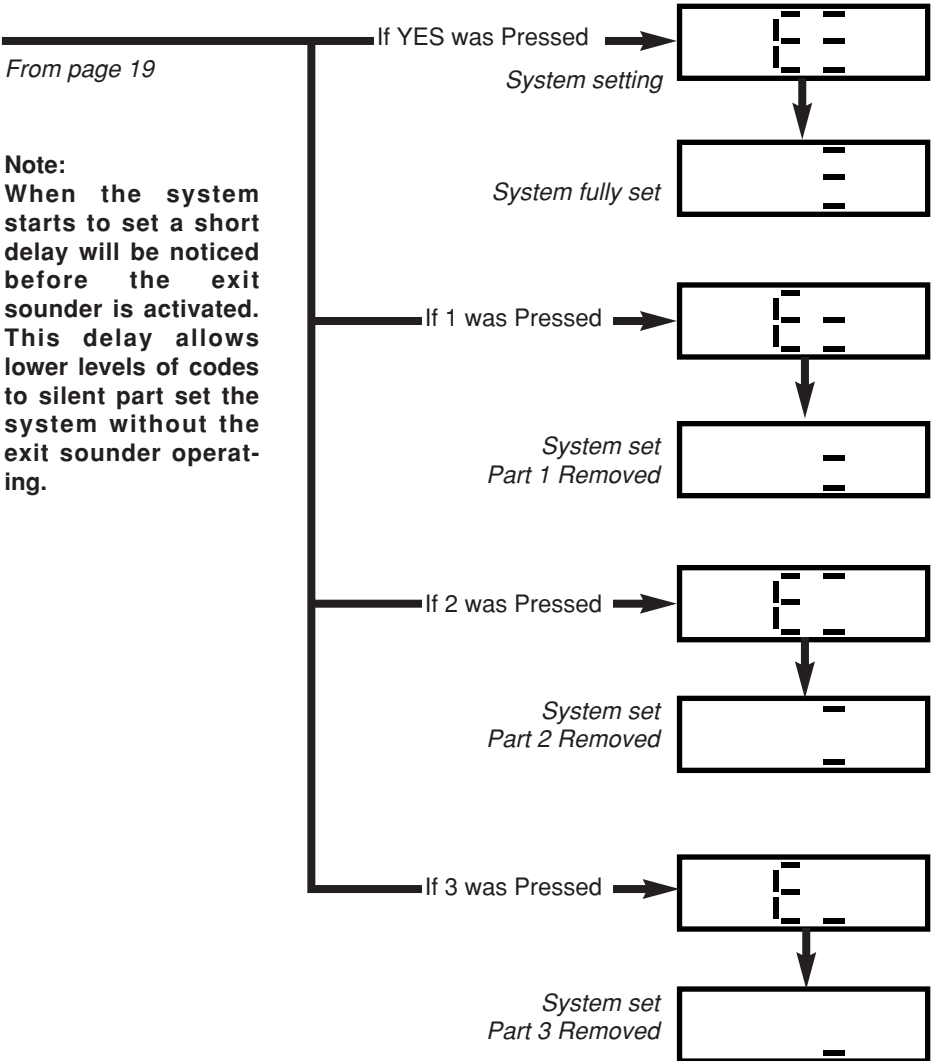 If YES was Pressed
From page 19
System setting
Note:
When the system
starts to set a short
delay will be noticed
before the exit
sounder is activated.
This delay allows
lower levels of codes
to silent part set the
system without the
exit sounder operat-
ing.
System fully set
If 1 was Pressed
System set
Part 1 Removed
If 2 was Pressed
System set
Part 2 Removed
If 3 was Pressed
System set
Part 3 Removed